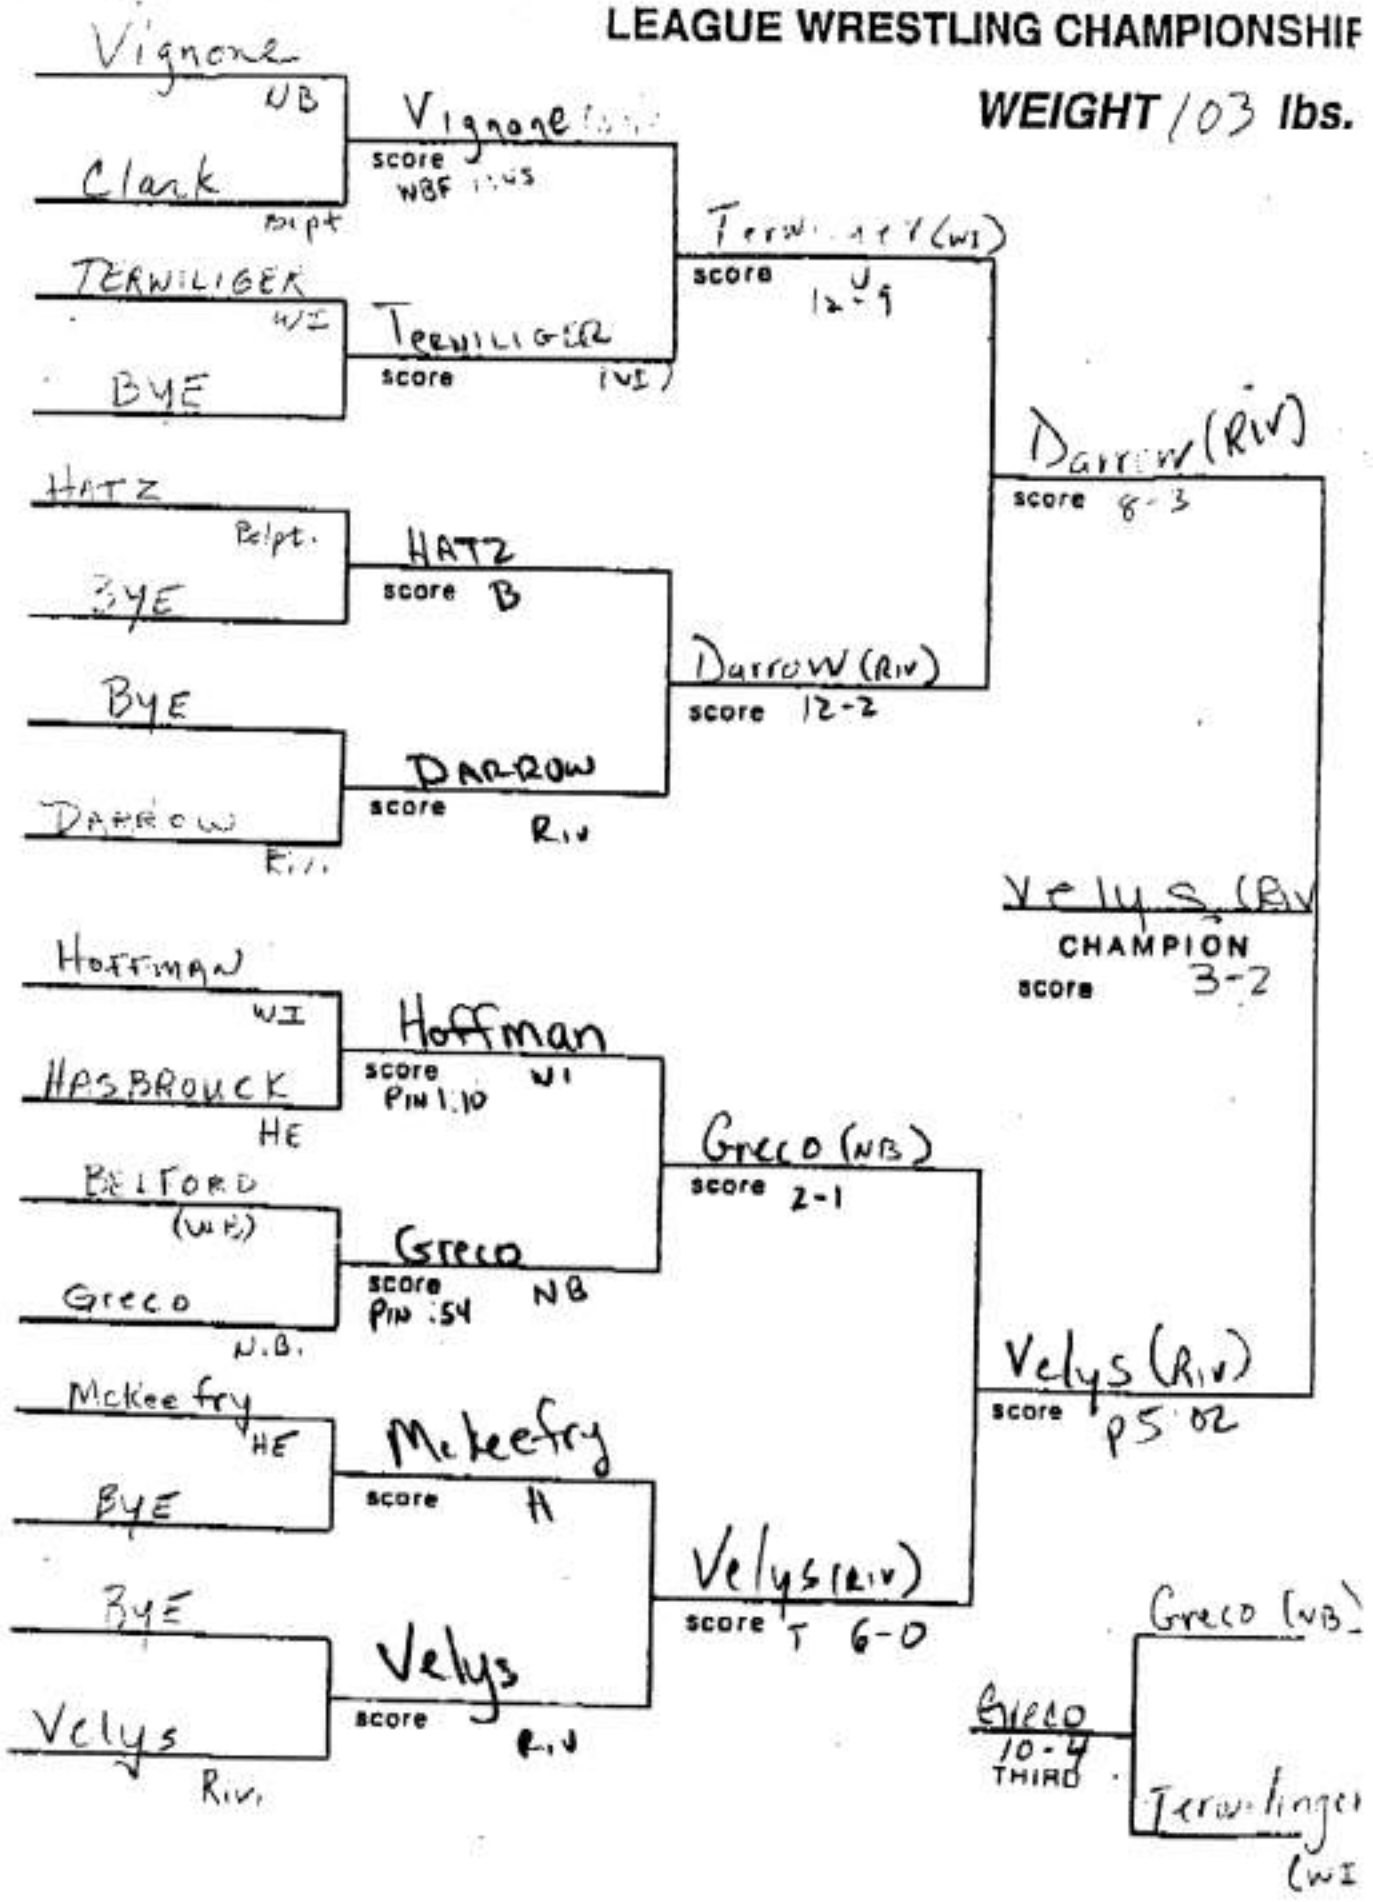 LEAGUE WRESTLING CHAMPIONSHIP
WEIGHT 103 lbs.
Vignone
NB
Clark
Vignone
score
WBF 1:45
TERWILIGER
WI
BYE
TERWILIGER
score
(WI)
(WI)
score
12-9
HATZ
Belpt.
BYE
HATZ
score B
BYE
DARROW
Riv.
DARROW
score
Riv
Darrow (RIV)
score 12-2
Darrow (RIV)
score 8-3
HOFFMAN
WI
HASBROUCK
HE
Hoffman
score WI
PIN 1:10
BELFORD
Greco
N.B.
Greco
score NB
PIN :54
Greco (NB)
score 2-1
McKeefry
HE
BYE
McKeefry
score H
BYE
Velys
Riv.
Velys
score
Riv
Velys (RIV)
score T 6-0
Velys (Riv)
score P 5:02
Velys (Riv
CHAMPION
score 3-2
Greco (NB)
Greco
10-4
THIRD
Terwilinger
(WI